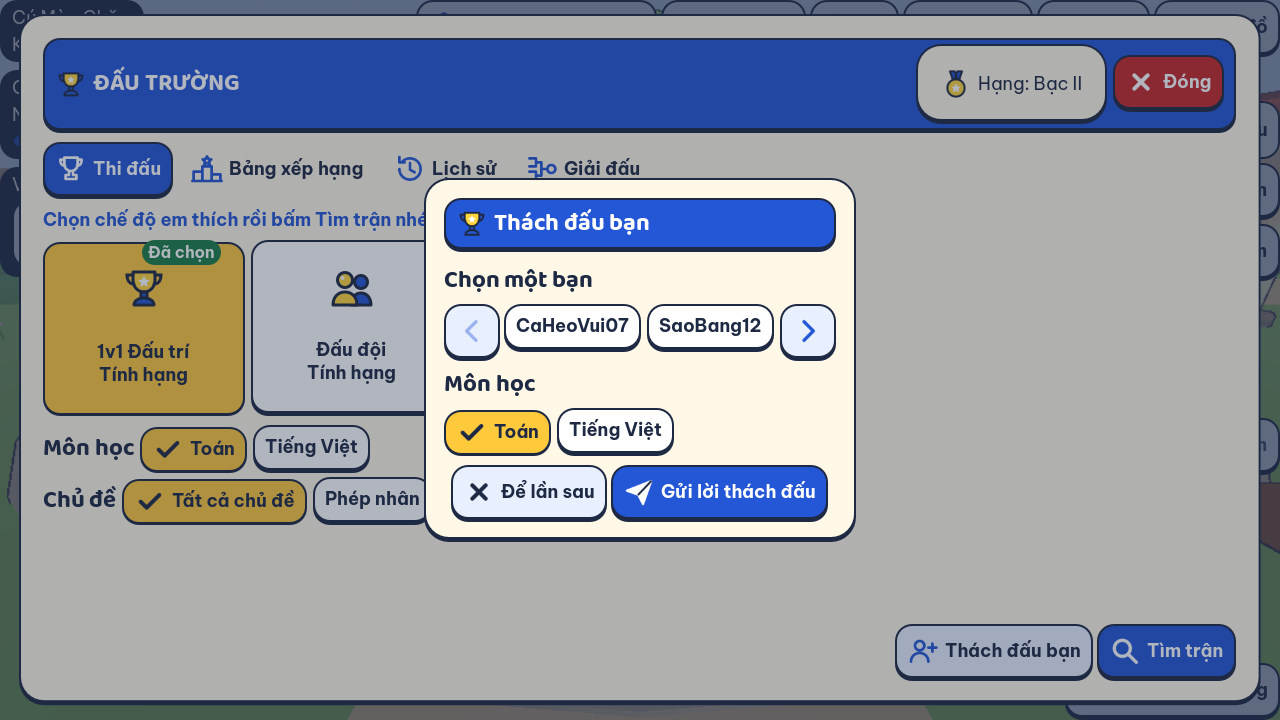 ĐẤU TRƯỜNG
Hạng: Bạc II
Đóng
Thi đấu
Bảng xếp hạng
Lịch sử
Giải đấu
Chọn chế độ em thích rồi bấm Tìm trận nhé
Đã chọn
1v1 Đấu trí
Tính hạng
Đấu đội
Tính hạng
Môn học
Toán
Tiếng Việt
Chủ đề
Tất cả chủ đề
Phép nhân
Thách đấu bạn
Chọn một bạn
CaHeoVui07
SaoBang12
Môn học
Toán
Tiếng Việt
Để lần sau
Gửi lời thách đấu
Thách đấu bạn
Tìm trận